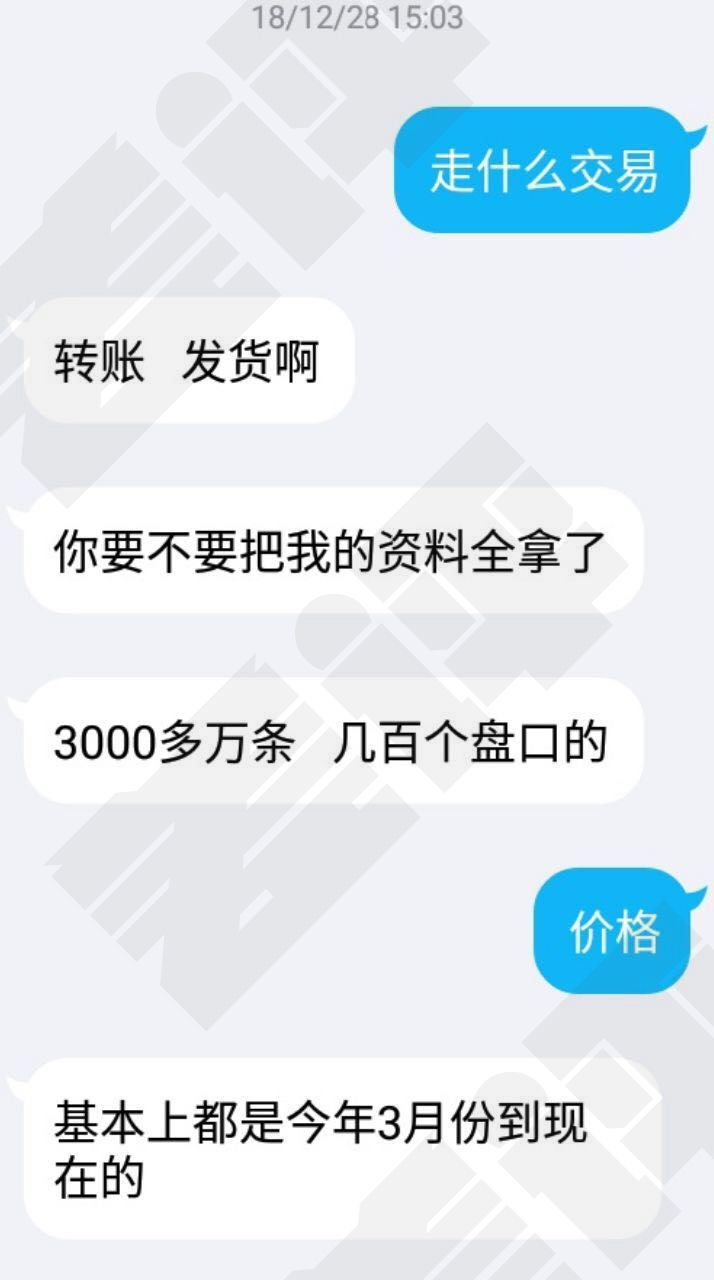 18/12/28 15:03
走什么交易
转账 发货啊
你要不要把我的资料全拿了
3000多万条 几百个盘口的
价格
基本上都是今年3月份到现
在的